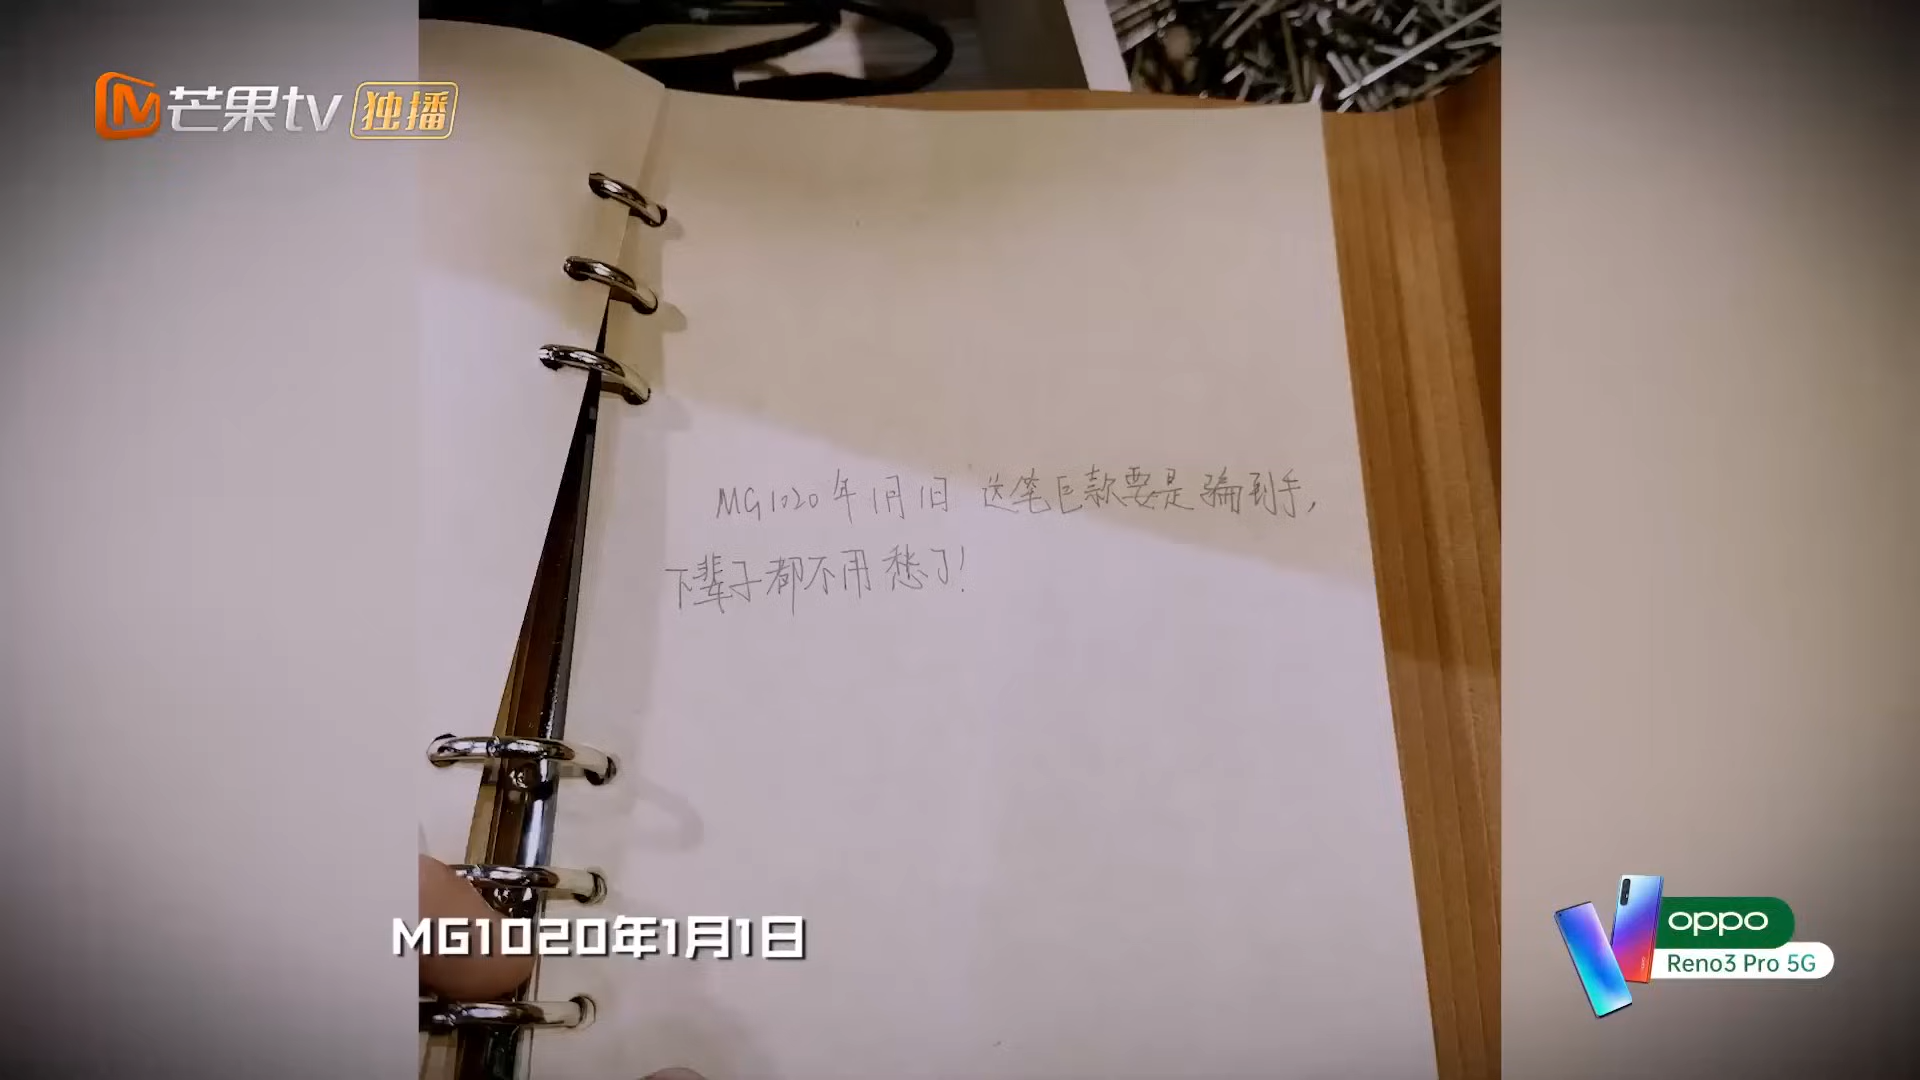 芒果tv 独播
MG1020年1月1日 这笔巨款要是骗到手,
下辈子都不用愁了!
MG1020年1月1日
oppo
Reno3 Pro 5G